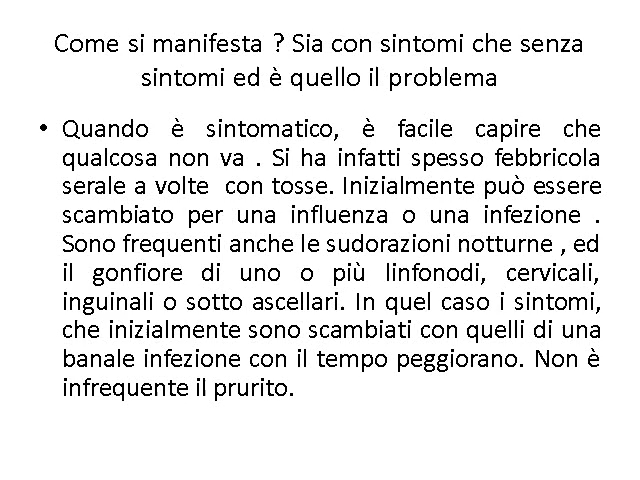 Come si manifesta ? Sia con sintomi che senza
sintomi ed è quello il problema
• Quando è sintomatico, è facile capire che
qualcosa non va . Si ha infatti spesso febbricola
serale a volte con tosse. Inizialmente può essere
scambiato per una influenza o una infezione .
Sono frequenti anche le sudorazioni notturne , ed
il gonfiore di uno o più linfonodi, cervicali,
inguinali o sotto ascellari. In quel caso i sintomi,
che inizialmente sono scambiati con quelli di una
banale infezione con il tempo peggiorano. Non è
infrequente il prurito.